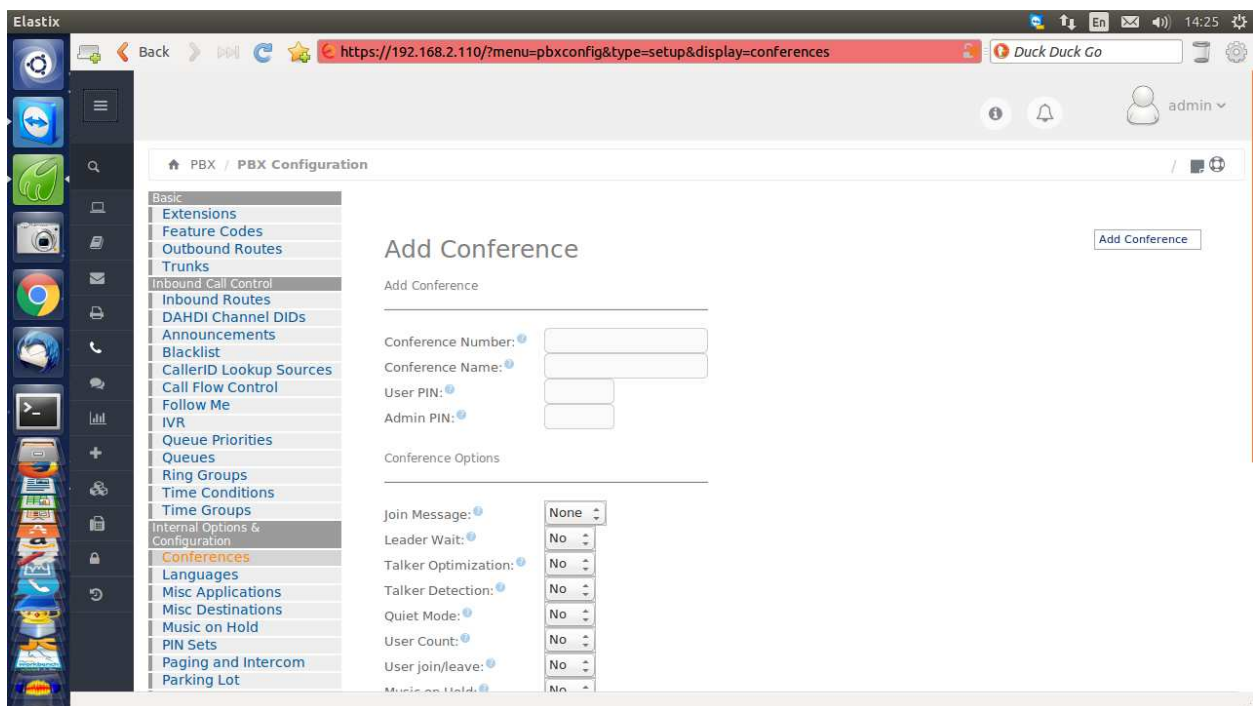 Elastix
En
14:25
Back
https://192.168.2.110/?menu=pbxconfig&type=setup&display=conferences
Duck Duck Go
admin
PBX / PBX Configuration
/
Basic
Extensions
Feature Codes
Outbound Routes
Trunks
Inbound Call Control
Inbound Routes
DAHDI Channel DIDs
Announcements
Blacklist
CallerID Lookup Sources
Call Flow Control
Follow Me
IVR
Queue Priorities
Queues
Ring Groups
Time Conditions
Time Groups
Internal Options &
Configuration
Conferences
Languages
Misc Applications
Misc Destinations
Music on Hold
PIN Sets
Paging and Intercom
Parking Lot
Add Conference
Add Conference
Add Conference
Conference Number:
Conference Name:
User PIN:
Admin PIN:
Conference Options
Join Message: None
Leader Wait: No
Talker Optimization: No
Talker Detection: No
Quiet Mode: No
User Count: No
User join/leave: No
Music on Hold: No